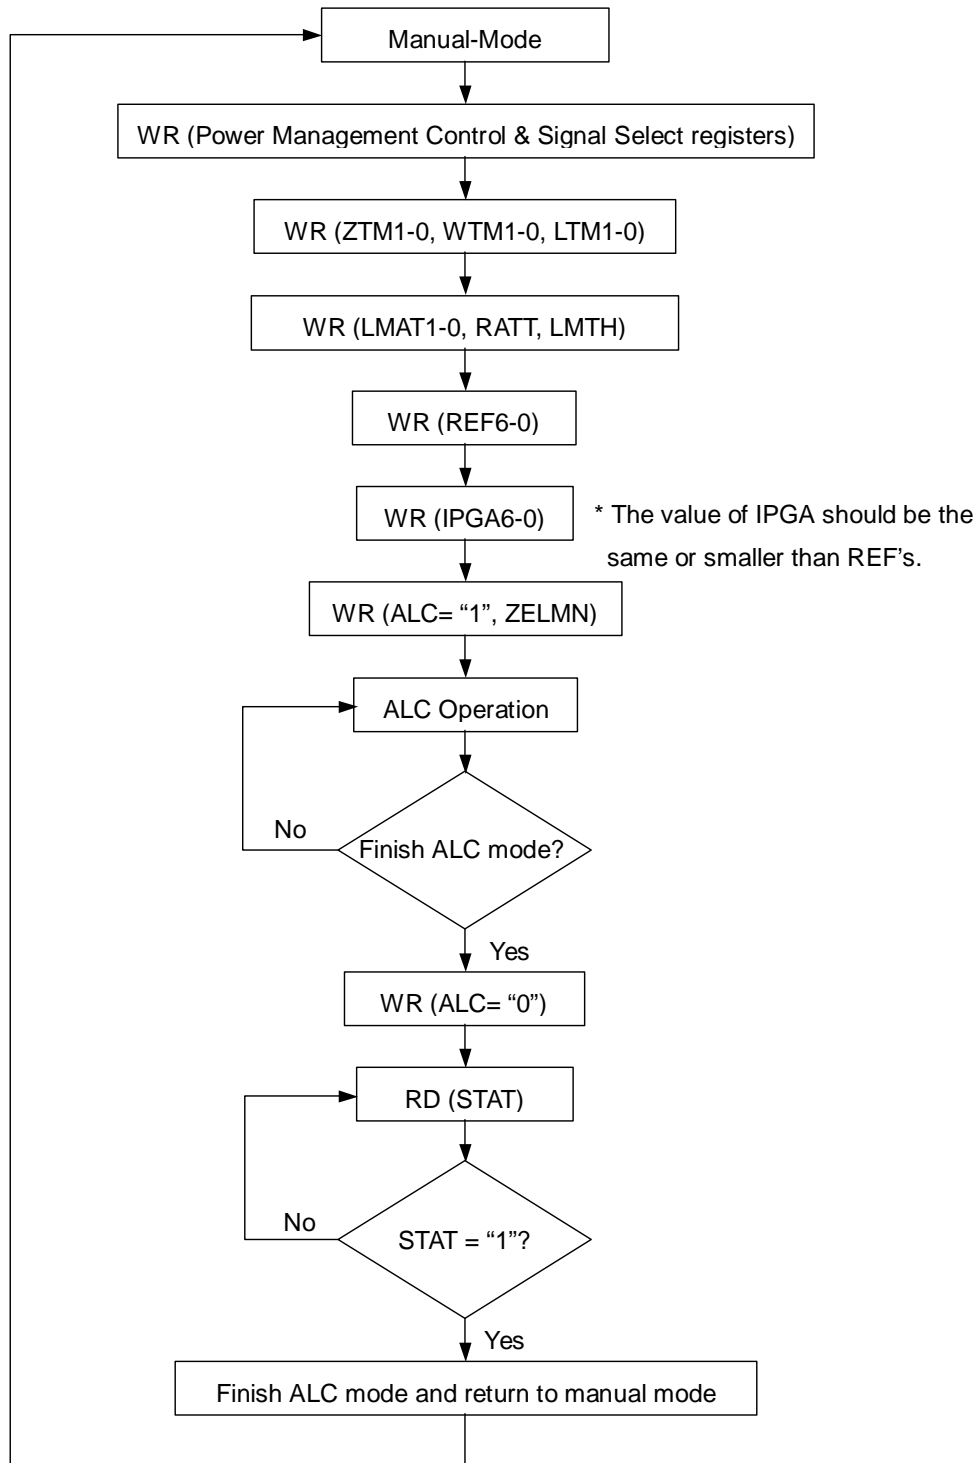 Manual-Mode
WR (Power Management Control & Signal Select registers)
WR (ZTM1-0, WTM1-0, LTM1-0)
WR (LMAT1-0, RATT, LMTH)
WR (REF6-0)
WR (IPGA6-0)
* The value of IPGA should be the
same or smaller than REF's.
WR (ALC= “1”, ZELMN)
ALC Operation
No
Finish ALC mode?
Yes
WR (ALC= “0”)
RD (STAT)
No
STAT = “1”?
Yes
Finish ALC mode and return to manual mode